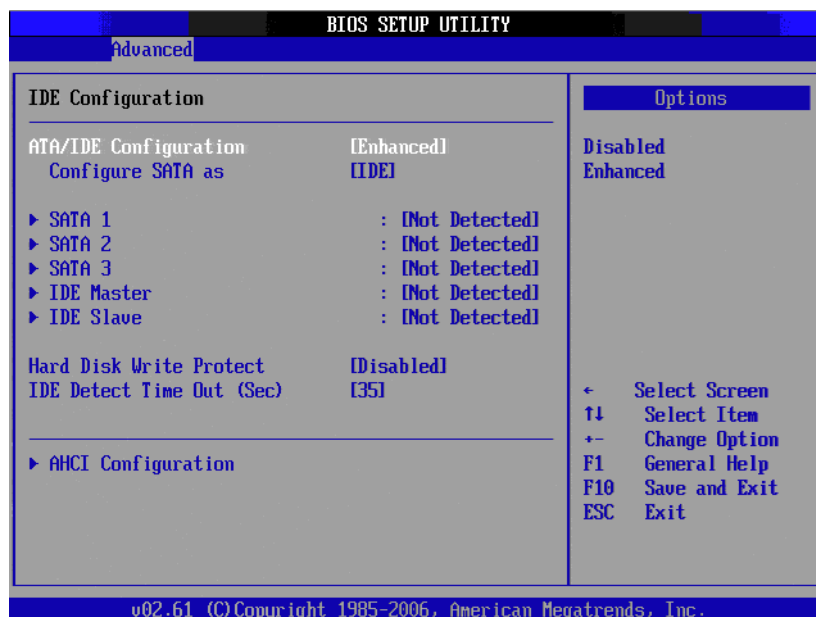 BIOS SETUP UTILITY
Advanced
IDE Configuration
ATA/IDE Configuration [Enhanced]
Configure SATA as [IDE]
SATA 1 : [Not Detected]
SATA 2 : [Not Detected]
SATA 3 : [Not Detected]
IDE Master : [Not Detected]
IDE Slave : [Not Detected]
Hard Disk Write Protect [Disabled]
IDE Detect Time Out (Sec) [35]
AHCI Configuration
Options
Disabled
Enhanced
← Select Screen
↑↓ Select Item
+- Change Option
F1 General Help
F10 Save and Exit
ESC Exit
v02.61 (C)Copyright 1985-2006, American Megatrends, Inc.